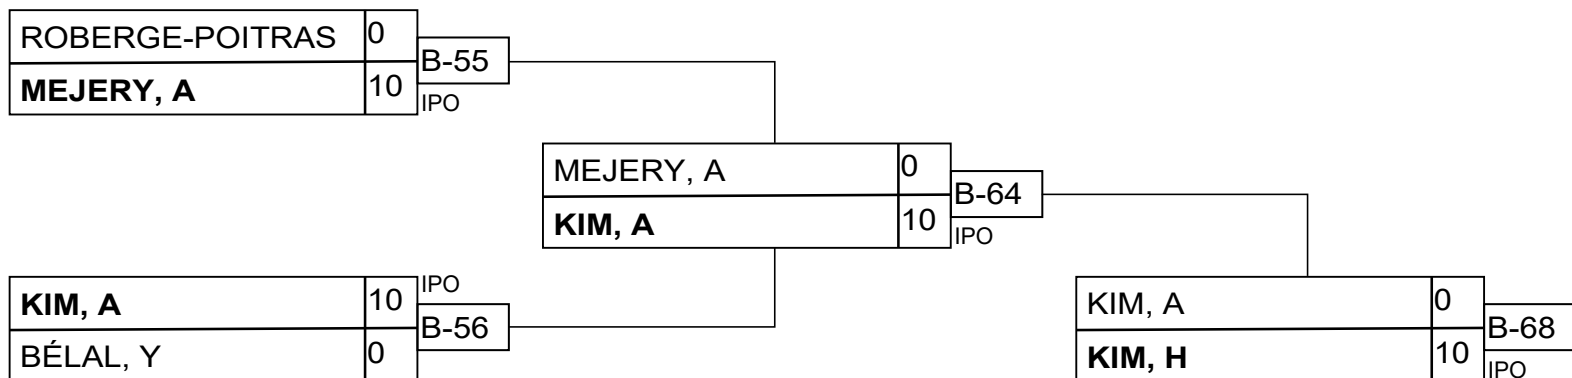 ROBERGE-POITRAS 0
B-55
MEJERY, A 10
IPO
MEJERY, A 0
B-64
KIM, A 10
IPO
IPO
KIM, A 10
B-56
BÉLAL, Y 0
KIM, A 0
B-68
KIM, H 10
IPO